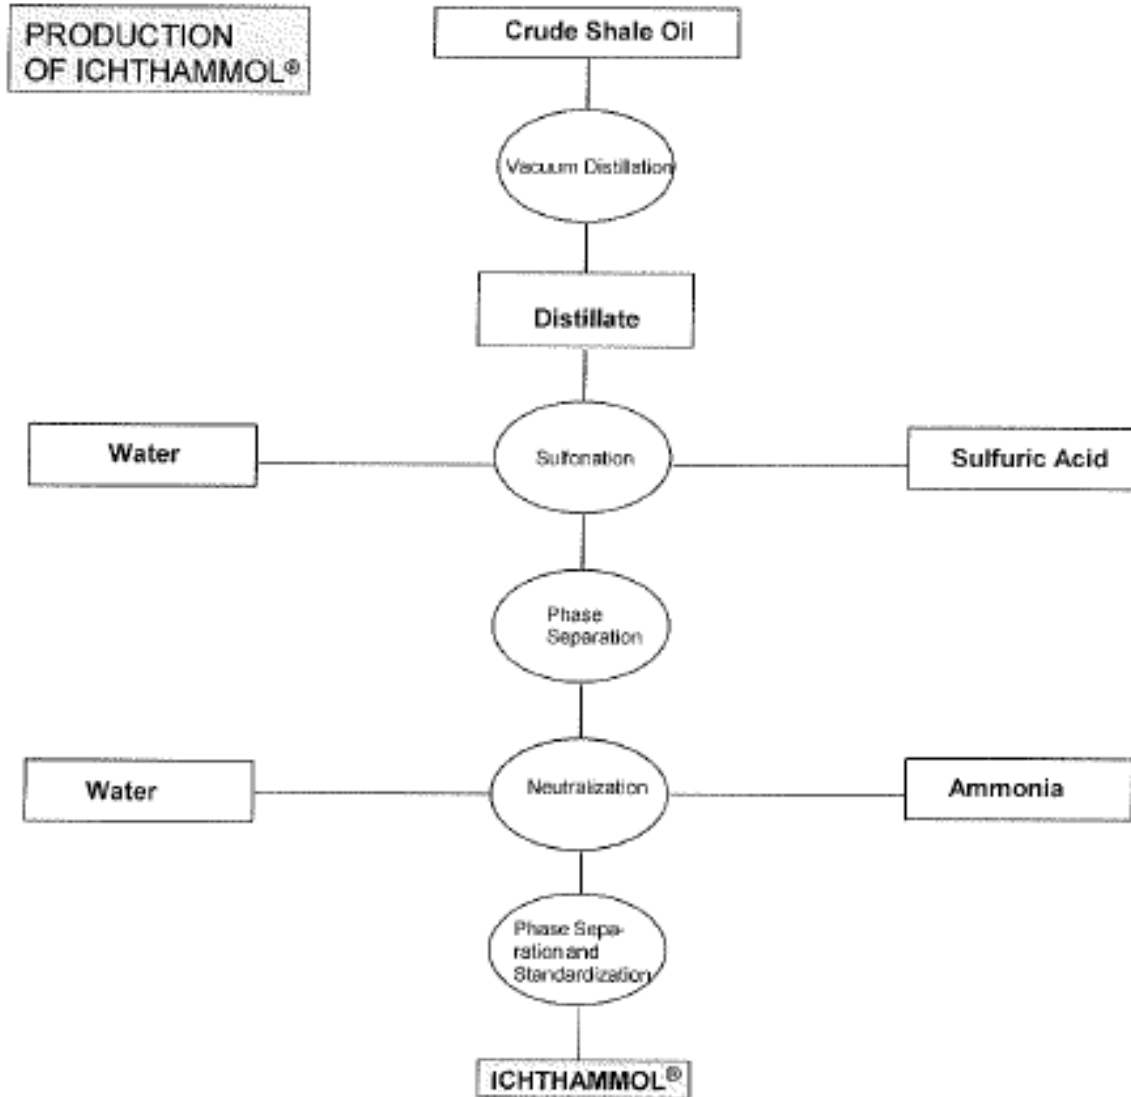 PRODUCTION
OF ICHTHAMMOL®
Crude Shale Oil
Vacuum Distillation
Distillate
Water
Sulfonation
Sulfuric Acid
Phase
Separation
Water
Neutralization
Ammonia
Phase Sepa-
ration and
Standardization
ICHTHAMMOL®